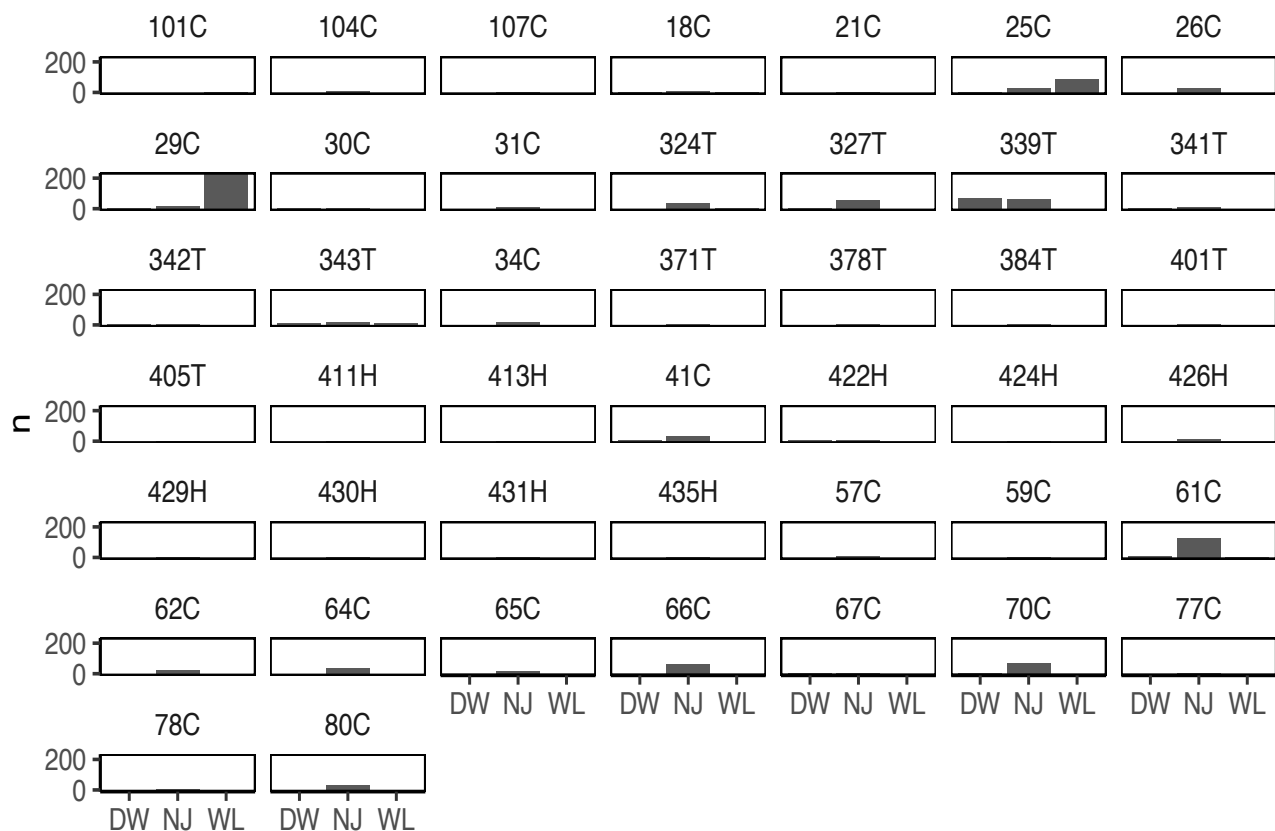 101C 104C 107C 18C 21C 25C 26C
200
0
29C 30C 31C 324T 327T 339T 341T
200
0
342T 343T 34C 371T 378T 384T 401T
200
0
405T 411H 413H 41C 422H 424H 426H
200
0
n
429H 430H 431H 435H 57C 59C 61C
200
0
62C 64C 65C 66C 67C 70C 77C
200
0
DW NJ WL DW NJ WL DW NJ WL DW NJ WL DW NJ WL
78C 80C
200
0
DW NJ WL DW NJ WL